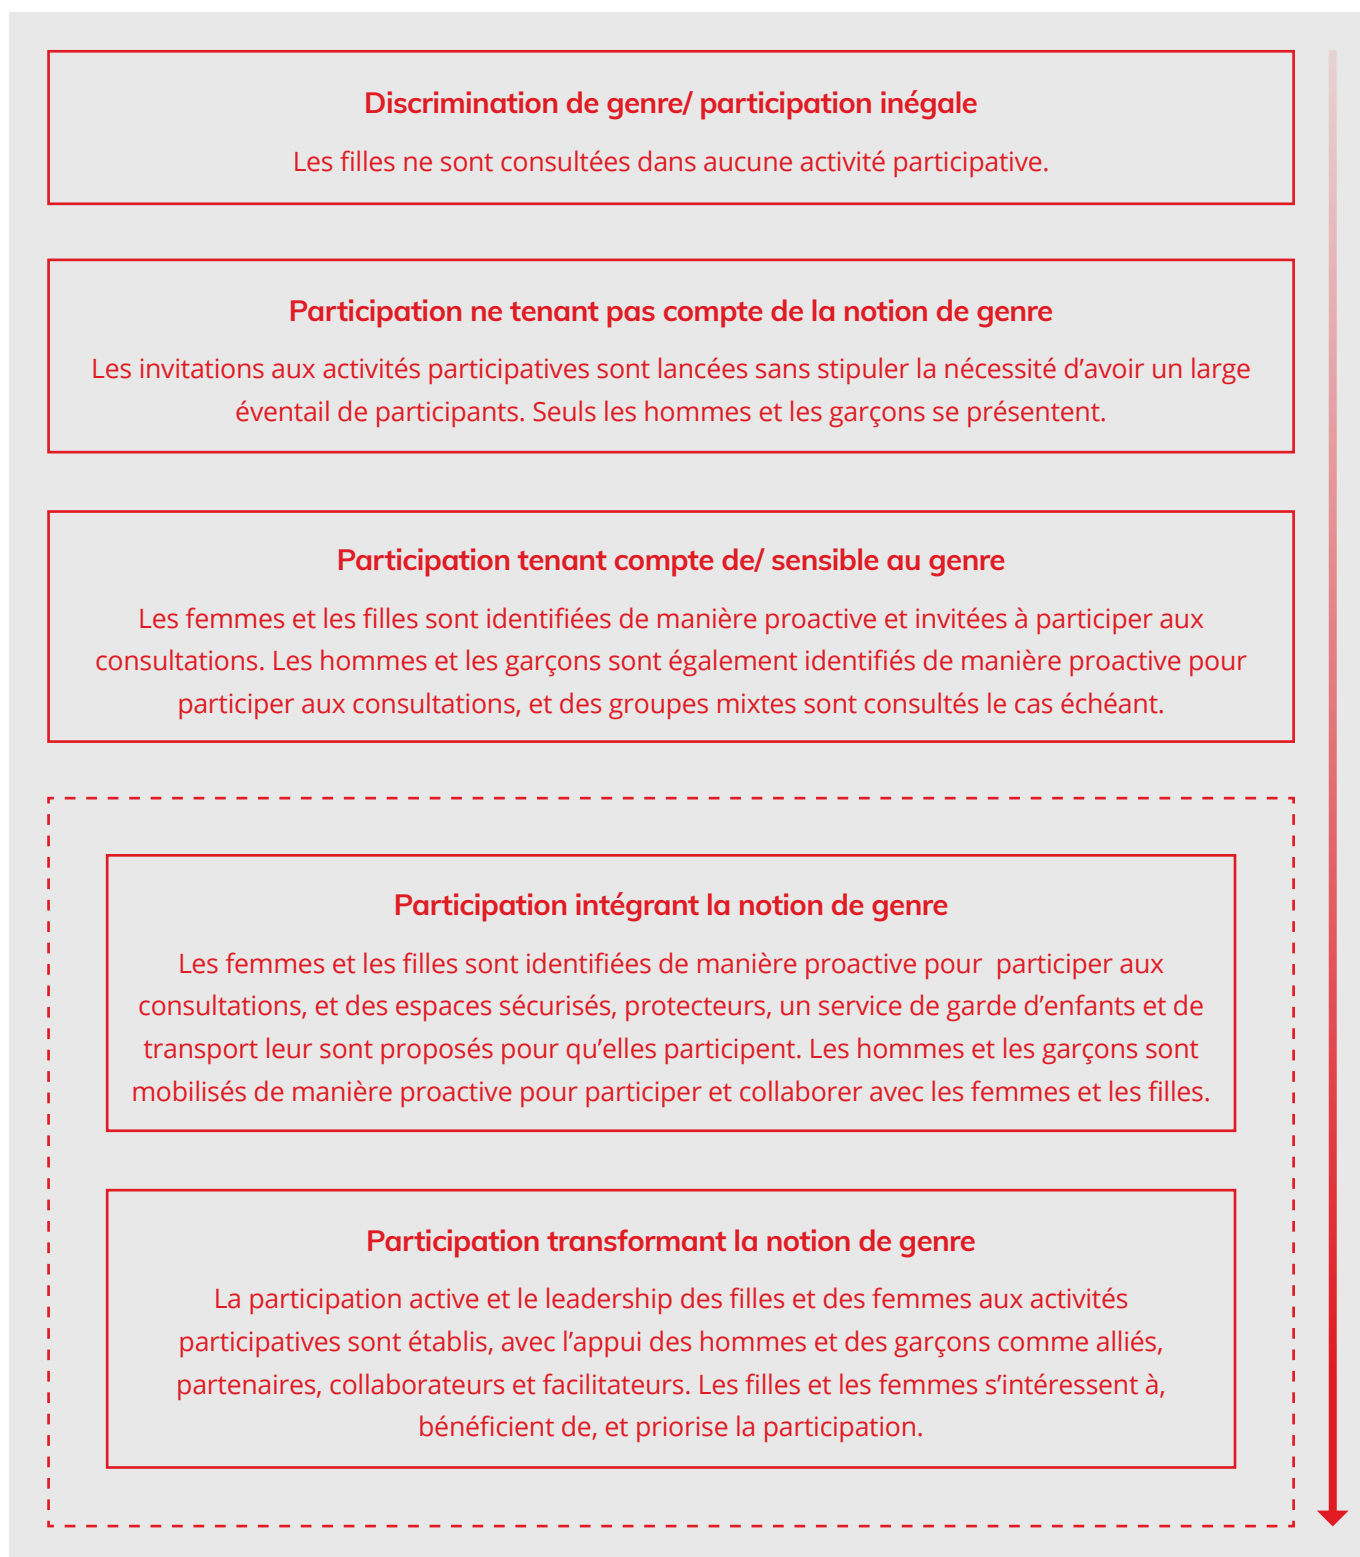 Discrimination de genre/ participation inégale
Les filles ne sont consultées dans aucune activité participative.
Participation ne tenant pas compte de la notion de genre
Les invitations aux activités participatives sont lancées sans stipuler la nécessité d’avoir un large
éventail de participants. Seuls les hommes et les garçons se présentent.
Participation tenant compte de/ sensible au genre
Les femmes et les filles sont identifiées de manière proactive et invitées à participer aux
consultations. Les hommes et les garçons sont également identifiés de manière proactive pour
participer aux consultations, et des groupes mixtes sont consultés le cas échéant.
Participation intégrant la notion de genre
Les femmes et les filles sont identifiées de manière proactive pour  participer aux
consultations, et des espaces sécurisés, protecteurs, un service de garde d’enfants et de
transport leur sont proposés pour qu’elles participent. Les hommes et les garçons sont
mobilisés de manière proactive pour participer et collaborer avec les femmes et les filles.
Participation transformant la notion de genre
La participation active et le leadership des filles et des femmes aux activités
participatives sont établis, avec l’appui des hommes et des garçons comme alliés,
partenaires, collaborateurs et facilitateurs. Les filles et les femmes s’intéressent à,
bénéficient de, et priorise la participation.